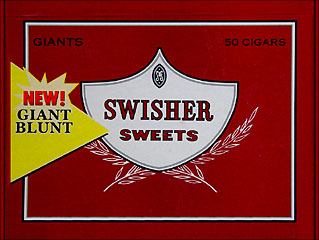 GIANTS
50 CIGARS
NEW!
GIANT
BLUNT
SWISHER
SWEETS